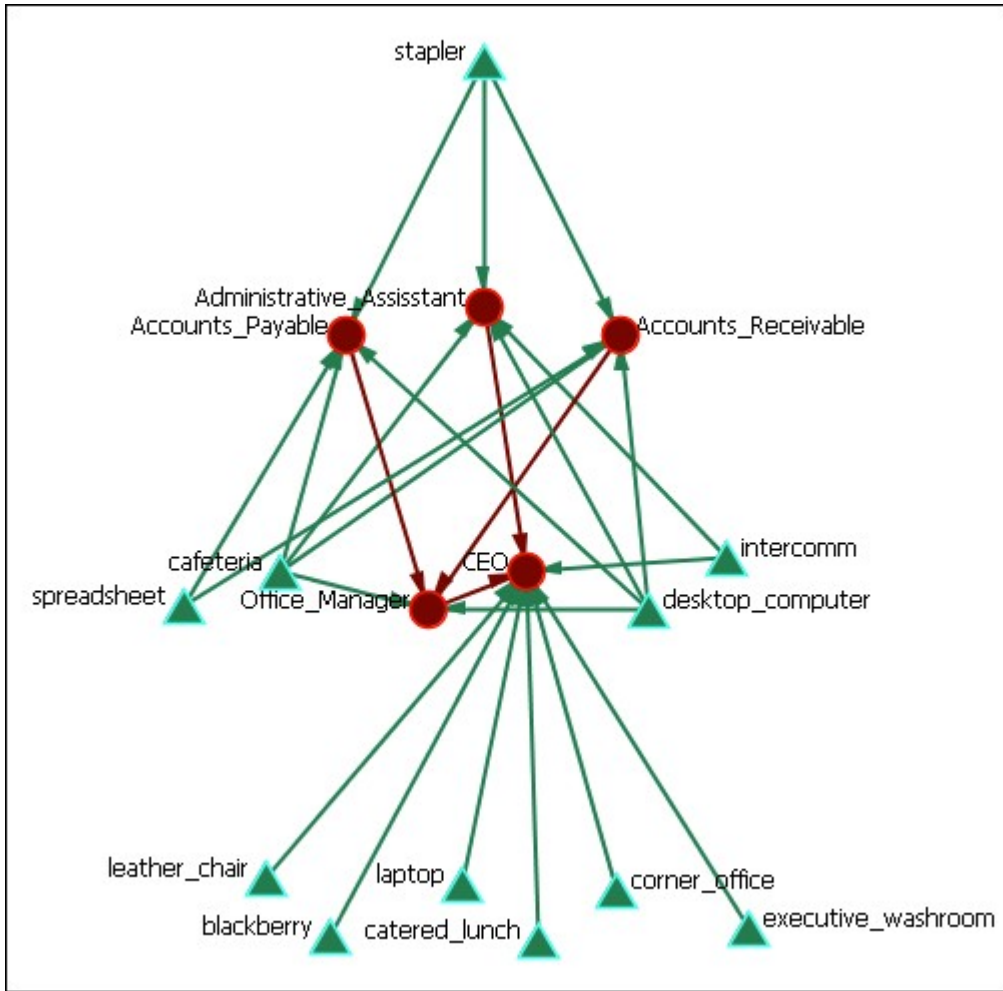 stapler
Administrative_Assisstant
Accounts_Payable
Accounts_Receivable
cafeteria
CEO
intercomm
spreadsheet
Office_Manager
desktop_computer
leather_chair
laptop
corner_office
blackberry
catered_lunch
executive_washroom